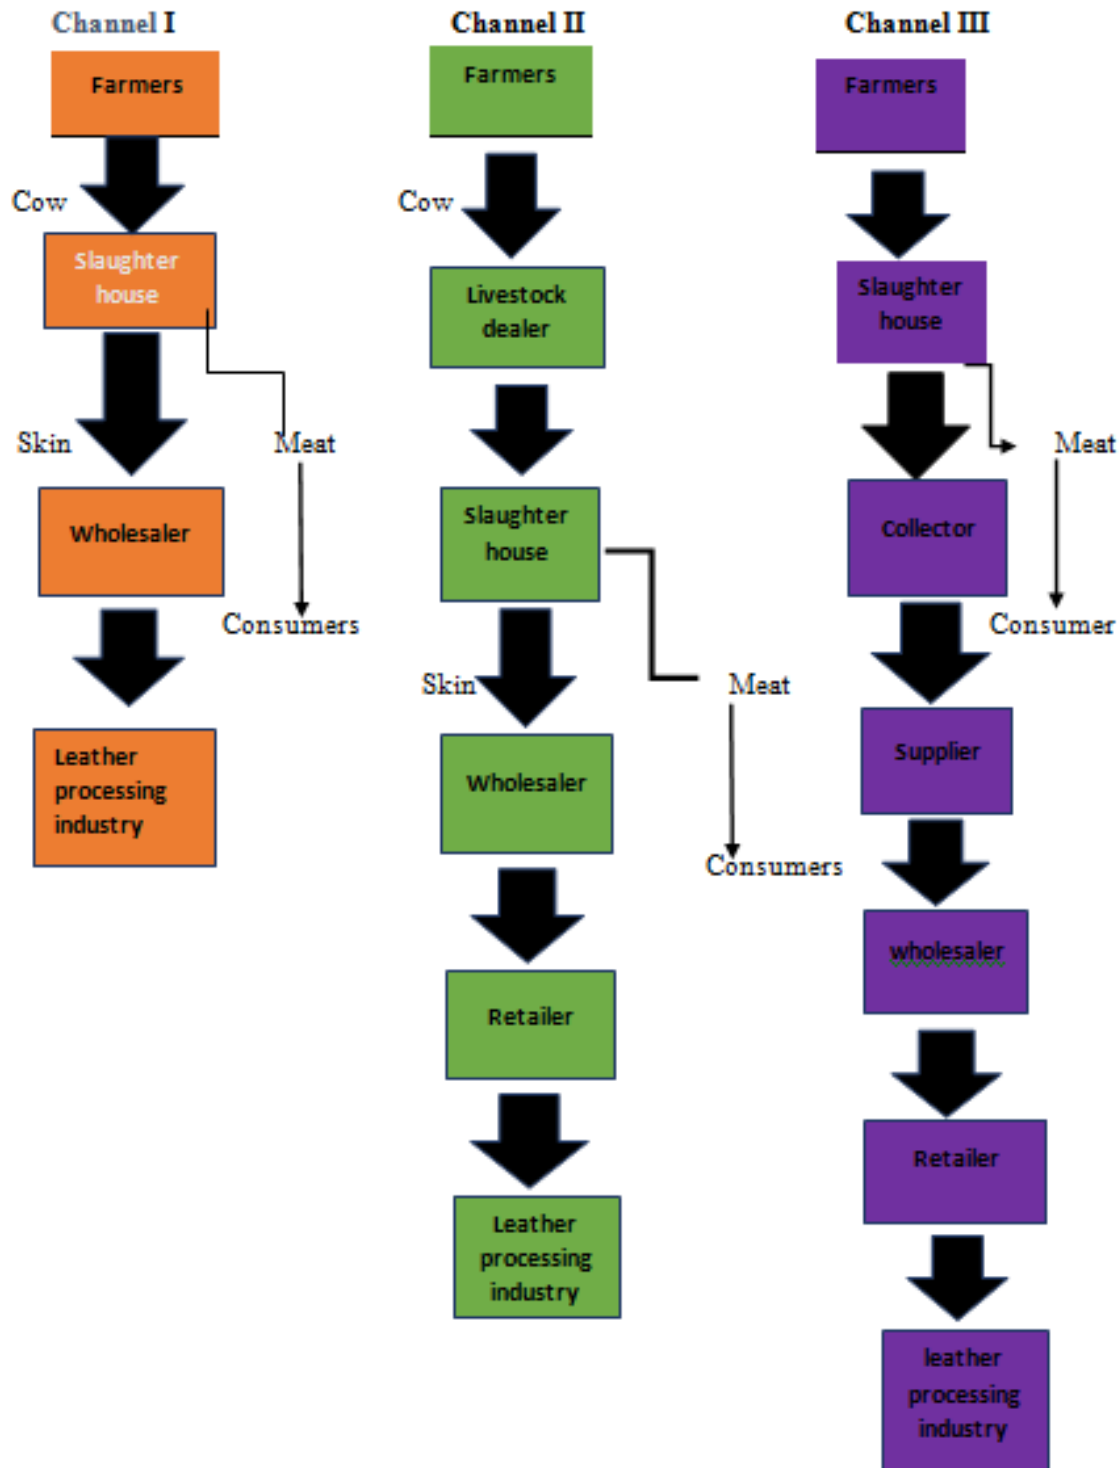 Channel I
Farmers
Cow
Slaughter
house
Skin
Meat
Wholesaler
Consumers
Leather
processing
industry
Channel II
Farmers
Cow
Livestock
dealer
Slaughter
house
Skin
Meat
Wholesaler
Consumers
Retailer
Leather
processing
industry
Channel III
Farmers
Slaughter
house
Meat
Collector
Consumer
Supplier
wholesaler
Retailer
leather
processing
industry